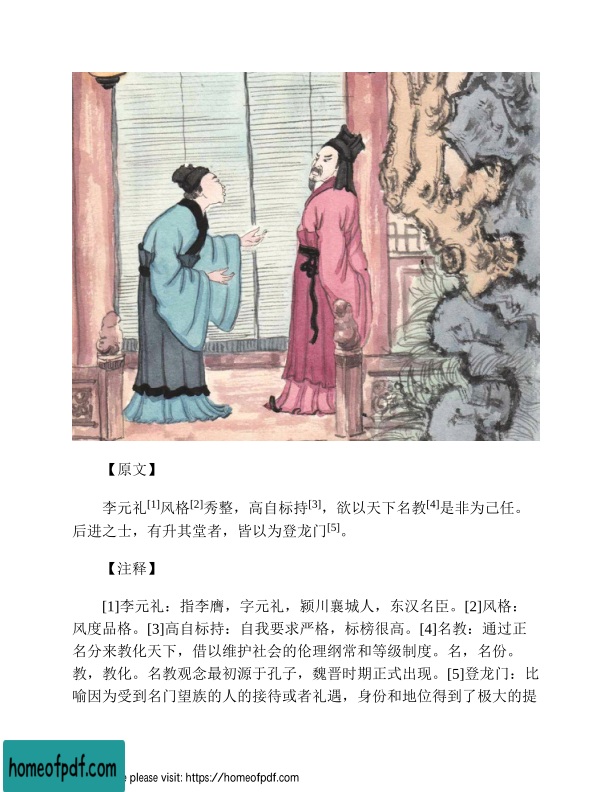 【原文】
李元礼[1]风格[2]秀整，高自标持[3]，欲以天下名教[4]是非为己任。
后进之士，有升其堂者，皆以为登龙门[5]。
【注释】
[1]李元礼：指李膺，字元礼，颍川襄城人，东汉名臣。[2]风格：
风度品格。[3]高自标持：自我要求严格，标榜很高。[4]名教：通过正
名分来教化天下，借以维护社会的伦理纲常和等级制度。名，名份。
教，教化。名教观念最初源于孔子，魏晋时期正式出现。[5]登龙门：比
喻因为受到名门望族的人的接待或者礼遇，身份和地位得到了极大的提
homeofpdf.com
e please visit: https://homeofpdf.com